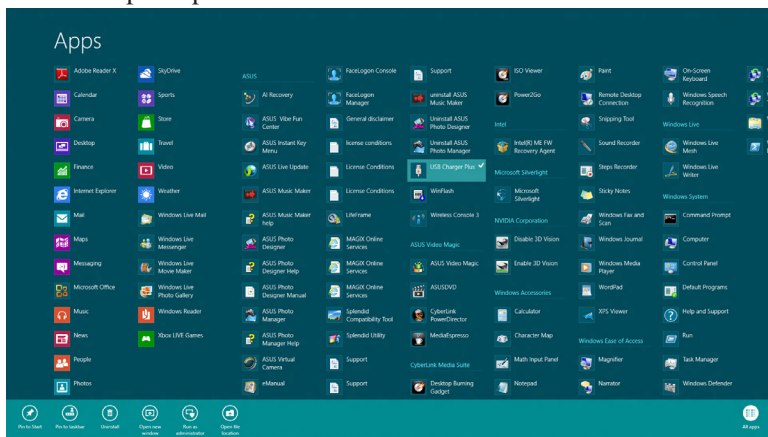 Apps
Adobe Reader X
Calendar
Camera
Desktop
Finance
Internet Explorer
Mail
Maps
Messaging
Microsoft Office
Music
News
People
Photos
SkyDrive
Sports
Store
Travel
Video
Weather
Windows Live Mail
Windows Live
Messenger
Windows Live
Movie Maker
Windows Live
Photo Gallery
Windows Reader
Xbox LIVE Games
ASUS
AI Recovery
ASUS Vibe Fun
Center
ASUS Instant Key
Menu
ASUS Live Update
ASUS Music Maker
ASUS Music Maker
help
ASUS Photo
Designer
ASUS Photo
Designer Help
ASUS Photo
Designer Manual
ASUS Photo
Manager
ASUS Photo
Manager Help
ASUS Virtual
Camera
eManual
FaceLogon Console
FaceLogon
Manager
General disclaimer
license conditions
License Conditions
License Conditions
LifeFrame
MAGIX Online
Services
MAGIX Online
Services
MAGIX Online
Services
Splendid
Compatibility Tool
Splendid Utility
Support
Support
Support
uninstall ASUS
Music Maker
Uninstall ASUS
Photo Designer
Uninstall ASUS
Photo Manager
USB Charger Plus
WinFlash
Wireless Console 3
ASUS Video Magic
ASUS Video Magic
ASUSDVD
CyberLink
PowerDirector
MediaEspresso
CyberLink Media Suite
Desktop Burning
Gadget
ISO Viewer
Power2Go
Intel
Intel(R) ME FW
Recovery Agent
Microsoft Silverlight
Microsoft
Silverlight
NVIDIA Corporation
Disable 3D Vision
Enable 3D Vision
Windows Accessories
Calculator
Character Map
Math Input Panel
Notepad
Paint
Remote Desktop
Connection
Snipping Tool
Sound Recorder
Steps Recorder
Sticky Notes
Windows Fax and
Scan
Windows Journal
Windows Media
Player
WordPad
XPS Viewer
Windows Ease of Access
Magnifier
Narrator
On-Screen
Keyboard
Windows Speech
Recognition
Windows Live
Windows Live
Mesh
Windows Live
Writer
Windows System
Command Prompt
Computer
Control Panel
Default Programs
Help and Support
Run
Task Manager
Windows Defender
Pin to Start
Pin to taskbar
Uninstall
Open new
window
Run as
administrator
Open file
location
All apps